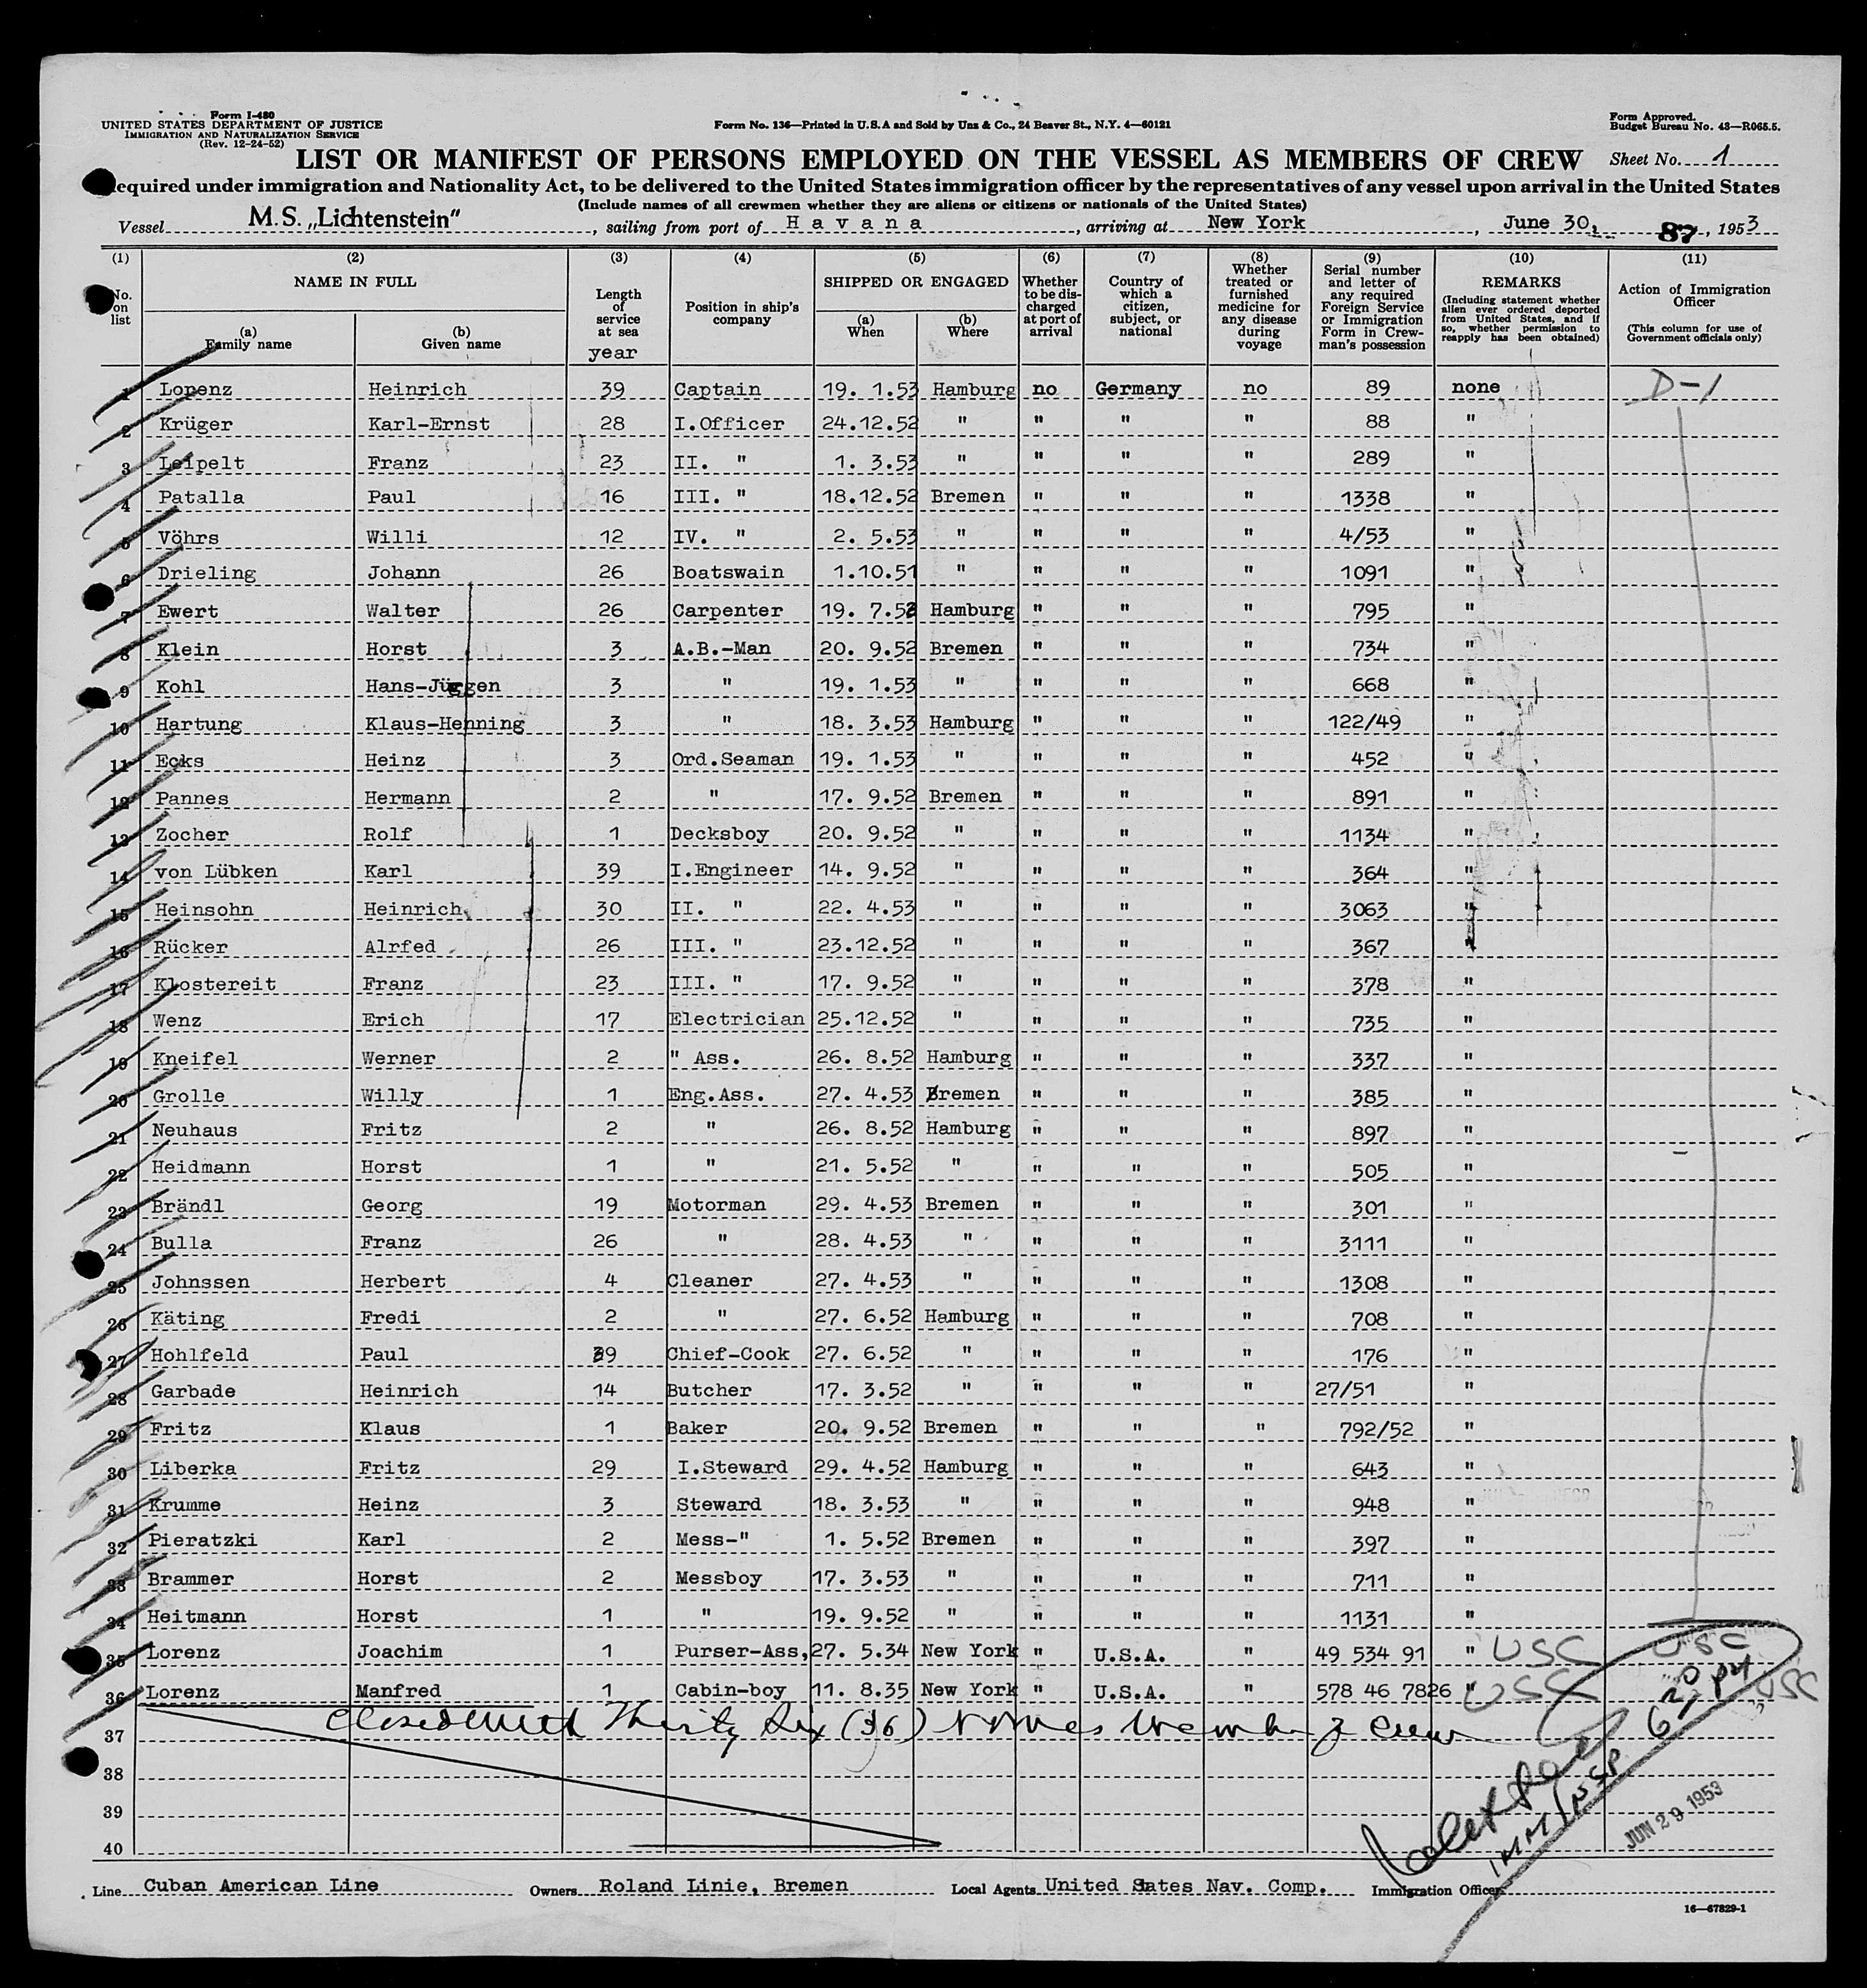 Form I-480
UNITED STATES DEPARTMENT OF JUSTICE
IMMIGRATION AND NATURALIZATION SERVICE
(Rev. 12-24-52)
Form No. 136—Printed in U.S.A and Sold by Unz & Co., 24 Beaver St., N.Y. 4—60121
Form Approved.
Budget Bureau No. 43—R065.5.
LIST OR MANIFEST OF PERSONS EMPLOYED ON THE VESSEL AS MEMBERS OF CREW Sheet No. 1
equired under immigration and Nationality Act, to be delivered to the United States immigration officer by the representatives of any vessel upon arrival in the United States
(Include names of all crewmen whether they are aliens or citizens or nationals of the United States)
Vessel M.S. „Lichtenstein“, sailing from port of Havana, arriving at New York, June 30, 87, 1953
(1) (2) (3) (4) (5) (6) (7) (8) (9) (10) (11)
No. on list
NAME IN FULL
(a) Family name
(b) Given name
Length of service at sea
year
Position in ship's company
SHIPPED OR ENGAGED
(a) When
(b) Where
Whether to be discharged at port of arrival
Country of which a citizen, subject, or national
Whether treated or furnished medicine for any disease during voyage
Serial number and letter of any required Foreign Service or Immigration Form in Crewman's possession
REMARKS
(Including statement whether alien ever ordered deported from United States, and if so, whether permission to reapply has been obtained)
Action of Immigration Officer
(This column for use of Government officials only)
1 Lorenz Heinrich 39 Captain 19. 1.53 Hamburg no Germany no 89 none D-1
2 Krüger Karl-Ernst 28 I.Officer 24.12.52 " " " " 88 "
3 Leipelt Franz 23 II. " 1. 3.53 " " " " 289 "
4 Patalla Paul 16 III. " 18.12.52 Bremen " " " 1338 "
5 Vöhrs Willi 12 IV. " 2. 5.53 " " " " 4/53 "
6 Drieling Johann 26 Boatswain 1.10.51 " " " " 1091 "
7 Ewert Walter 26 Carpenter 19. 7.52 Hamburg " " " 795 "
8 Klein Horst 3 A.B.-Man 20. 9.52 Bremen " " " 734 "
9 Kohl Hans-Jürgen 3 " 19. 1.53 " " " " 668 "
10 Hartung Klaus-Henning 3 " 18. 3.53 Hamburg " " " 122/49 "
11 Ecks Heinz 3 Ord.Seaman 19. 1.53 " " " " 452 "
12 Pannes Hermann 2 " 17. 9.52 Bremen " " " 891 "
13 Zocher Rolf 1 Decksboy 20. 9.52 " " " " 1134 "
14 von Lübken Karl 39 I.Engineer 14. 9.52 " " " " 364 "
15 Heinsohn Heinrich 30 II. " 22. 4.53 " " " " 3063 "
16 Rücker Alrfed 26 III. " 23.12.52 " " " " 367 "
17 Klostereit Franz 23 III. " 17. 9.52 " " " " 378 "
18 Wenz Erich 17 Electrician 25.12.52 " " " " 735 "
19 Kneifel Werner 2 " Ass. 26. 8.52 Hamburg " " " 337 "
20 Grolle Willy 1 Eng.Ass. 27. 4.53 Bremen " " " 385 "
21 Neuhaus Fritz 2 " 26. 8.52 Hamburg " " " 897 "
22 Heidmann Horst 1 " 21. 5.52 " " " " 505 "
23 Brändl Georg 19 Motorman 29. 4.53 Bremen " " " 301 "
24 Bulla Franz 26 " 28. 4.53 " " " " 3111 "
25 Johnssen Herbert 4 Cleaner 27. 4.53 " " " " 1308 "
26 Käting Fredi 2 " 27. 6.52 Hamburg " " " 708 "
27 Hohlfeld Paul 39 Chief-Cook 27. 6.52 " " " " 176 "
28 Garbade Heinrich 14 Butcher 17. 3.52 " " " " 27/51 "
29 Fritz Klaus 1 Baker 20. 9.52 Bremen " " " 792/52 "
30 Liberka Fritz 29 I.Steward 29. 4.52 Hamburg " " " 643 "
31 Krumme Heinz 3 Steward 18. 3.53 " " " " 948 "
32 Pieratzki Karl 2 Mess-" 1. 5.52 Bremen " " " 397 "
33 Brammer Horst 2 Messboy 17. 3.53 " " " " 711 "
34 Heitmann Horst 1 " 19. 9.52 " " " " 1131 "
35 Lorenz Joachim 1 Purser-Ass, 27. 5.34 New York " U.S.A. " 49 534 91 " USC USC
36 Lorenz Manfred 1 Cabin-boy 11. 8.35 New York " U.S.A. " 578 46 7826 " USC USC
Closed with Thirty Six (36) Names Member of Crew
37
38
39
40
IMM INSP
JUN 29 1953
Line Cuban American Line Owners Roland Linie, Bremen Local Agents United States Nav. Comp. Immigration Officer
16—67829-1